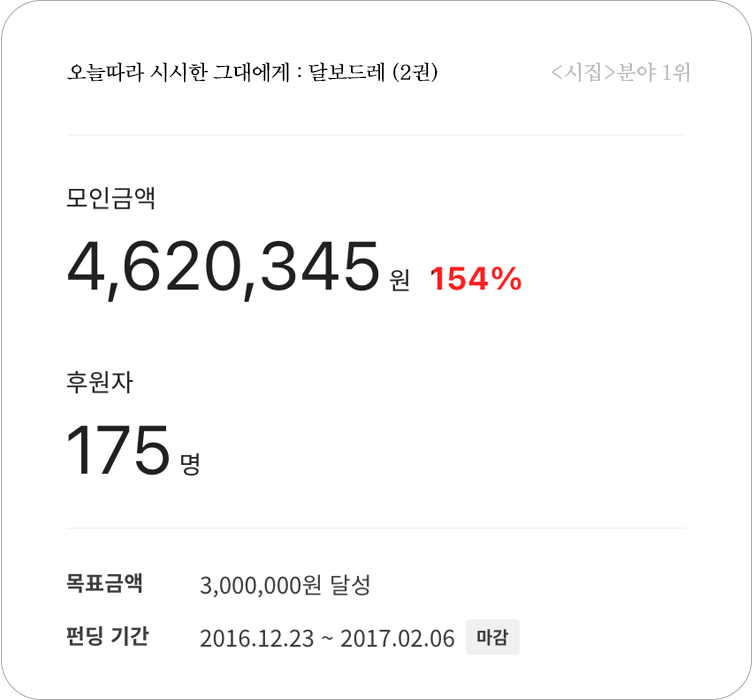 오늘따라 시시한 그대에게 : 달보드레 (2권) <시집>분야 1위
모인금액
4,620,345 원 154%
후원자
175 명
목표금액 3,000,000원 달성
펀딩 기간 2016.12.23 ~ 2017.02.06 마감